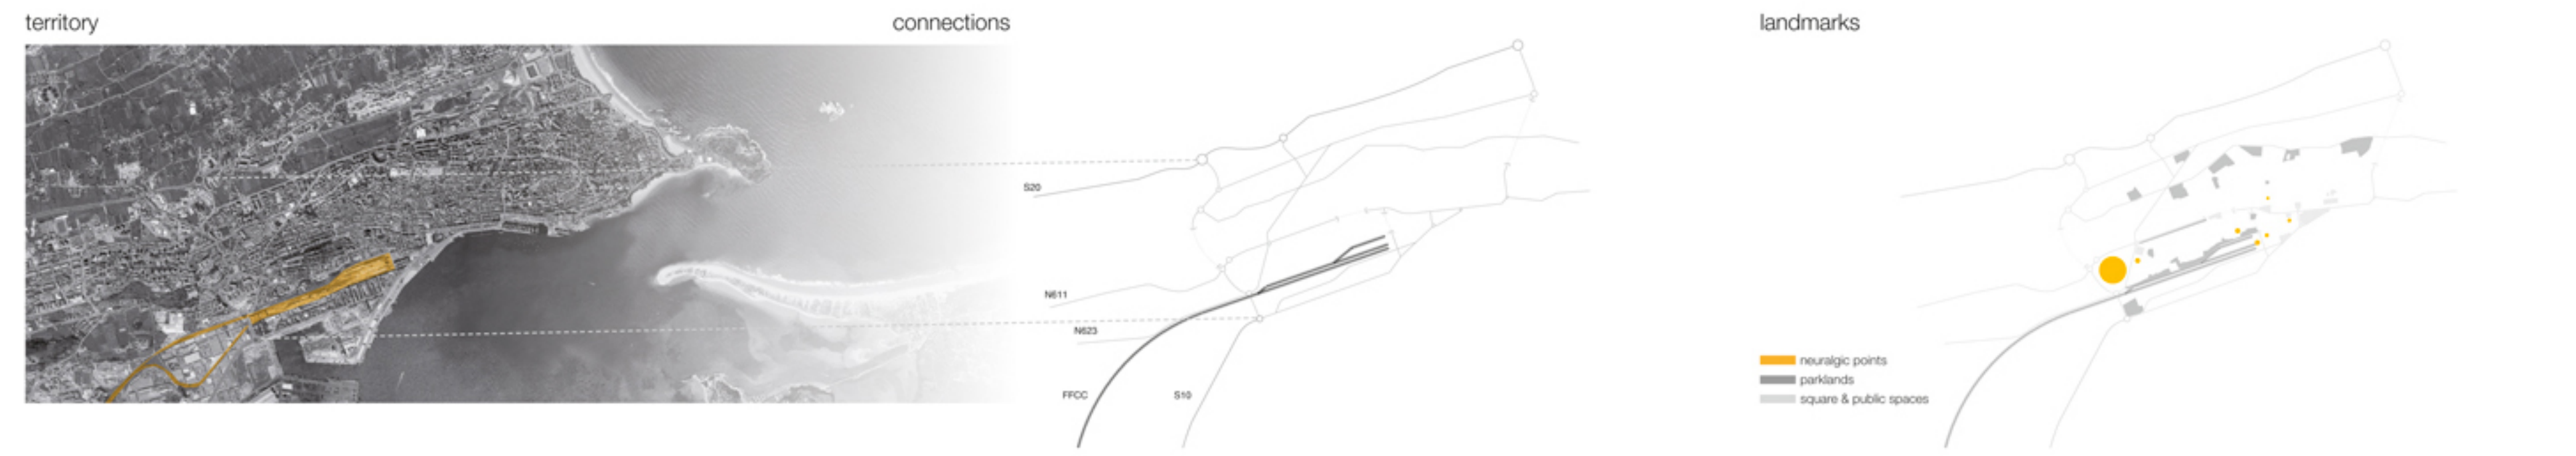 territory
connections
landmarks
S20
N611
N623
FFCC
S10
neuralgic points
parklands
square & public spaces